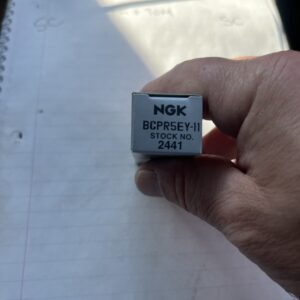 NGK
BCPR5EY-11
STOCK NO.
2441